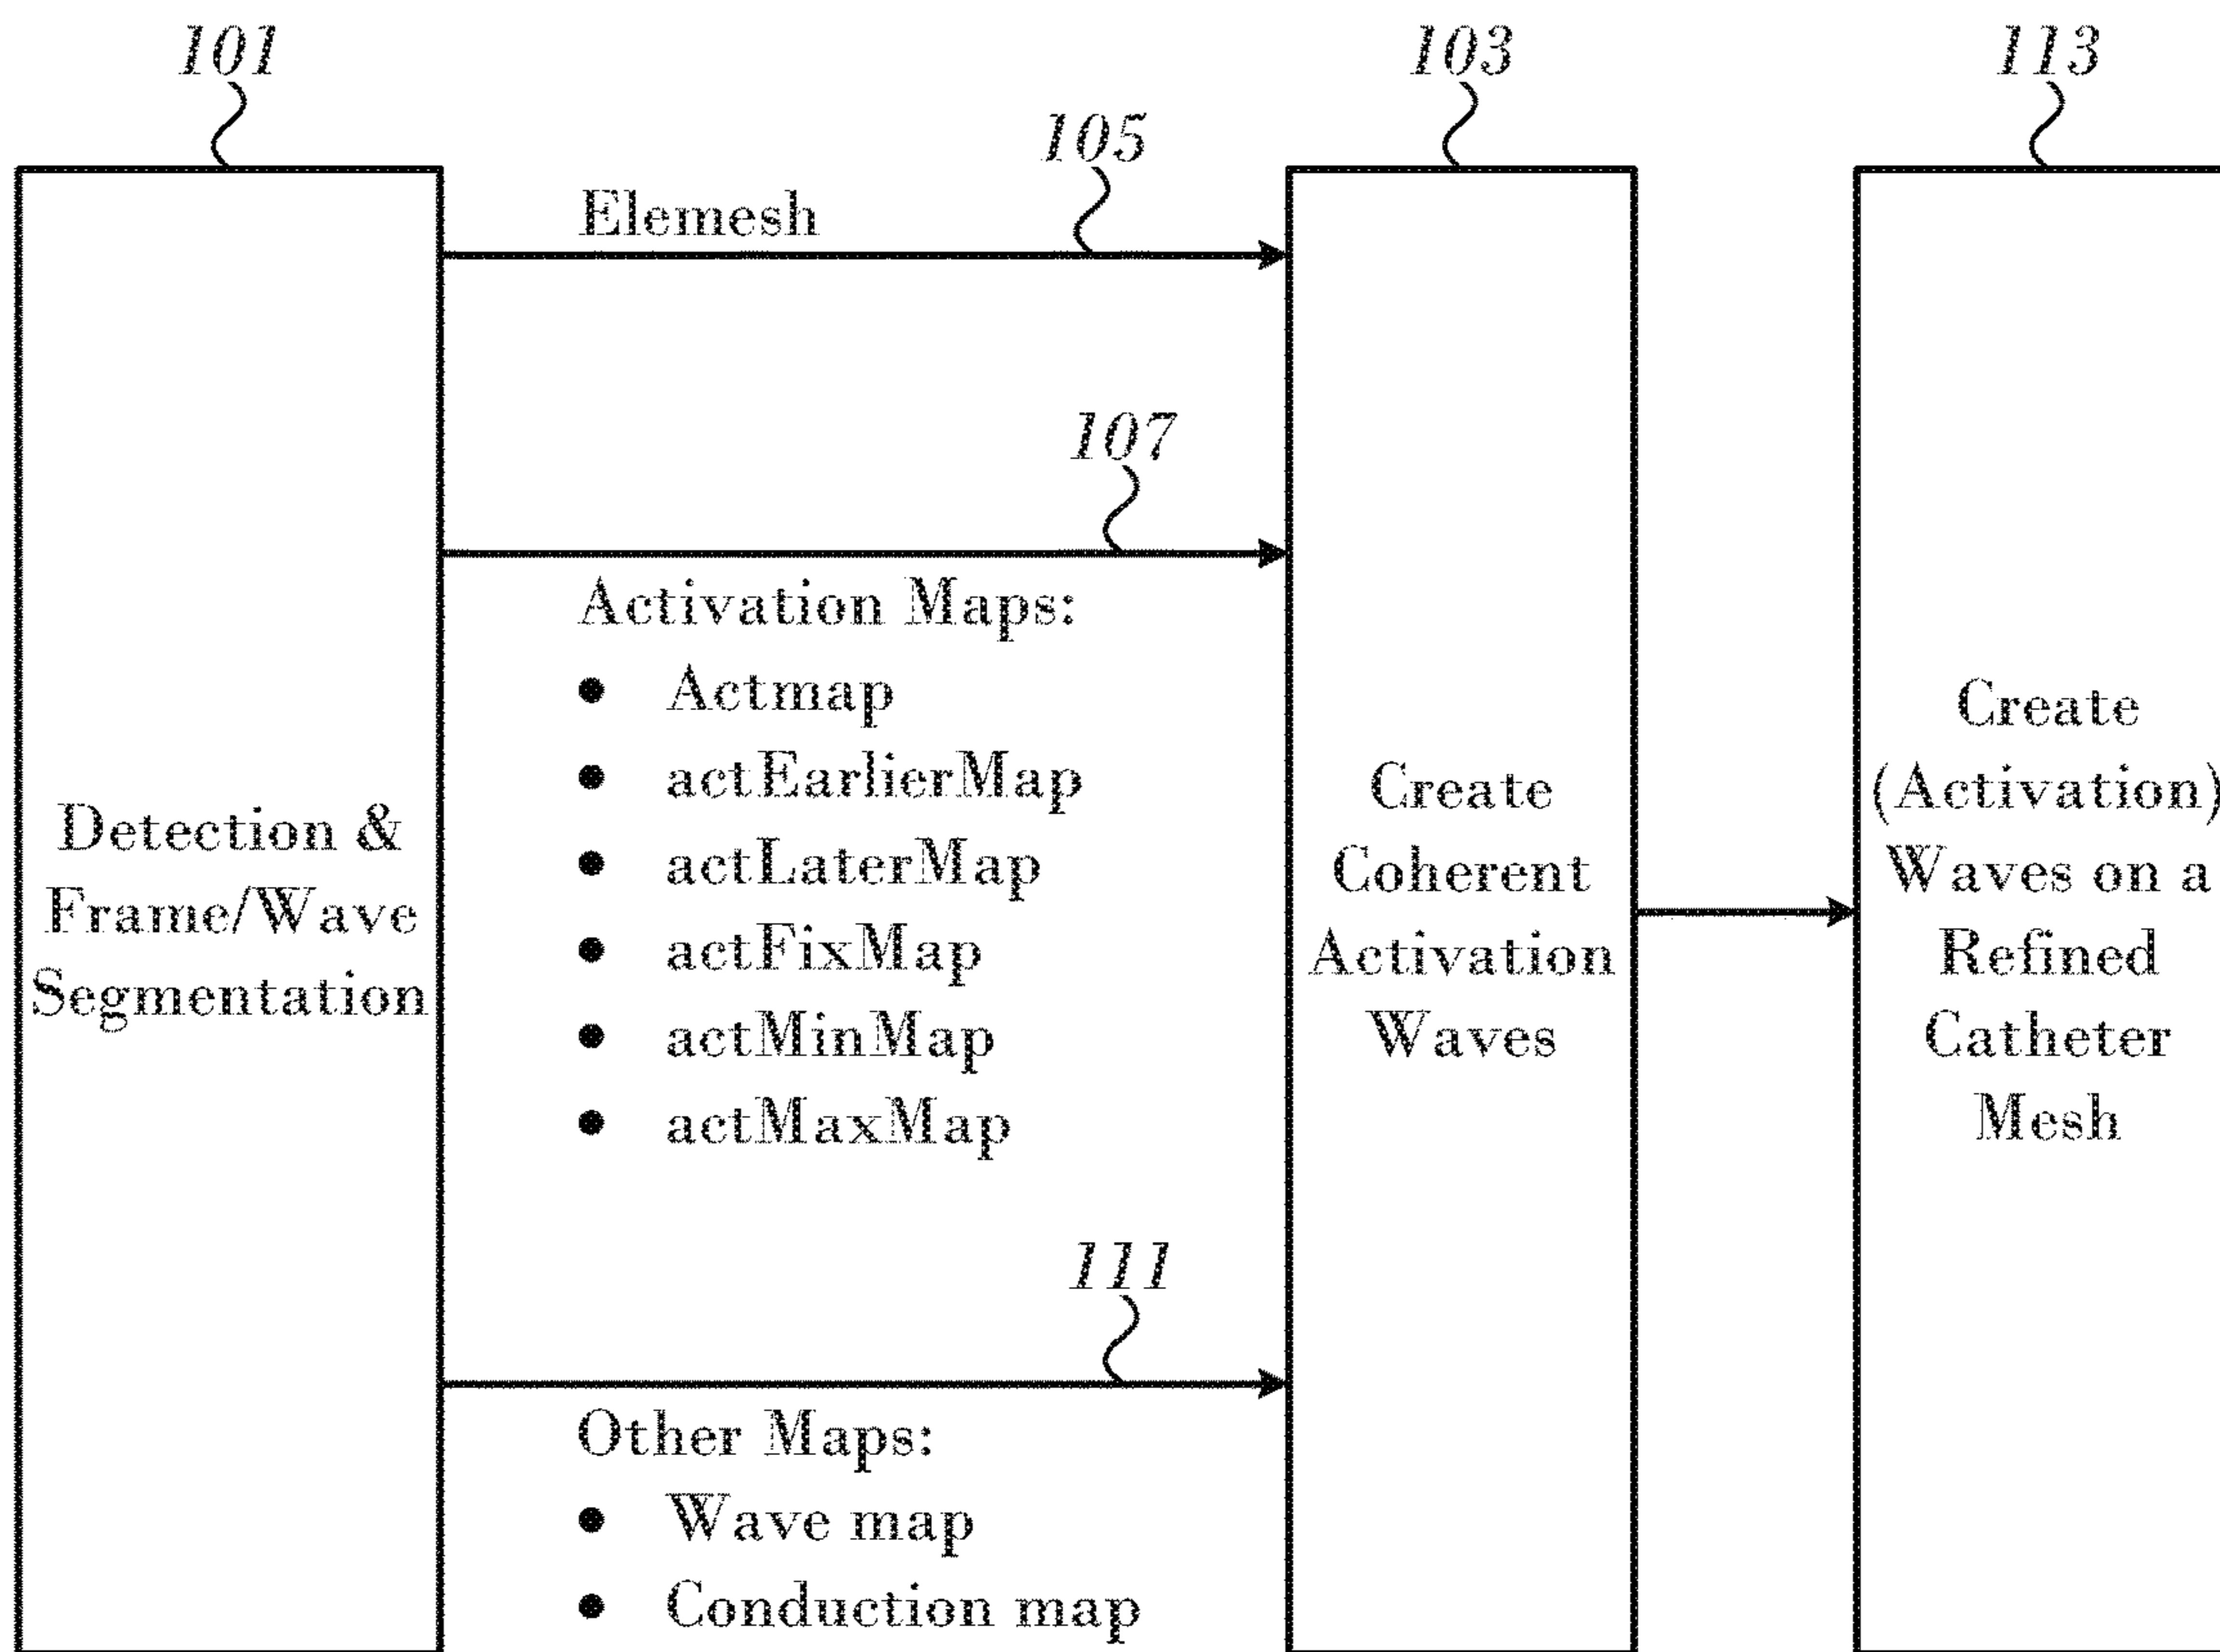 101
103
113
105
Elemesh
107
Activation Maps:
• Actmap
• actEarlierMap
• actLaterMap
• actFixMap
• actMinMap
• actMaxMap
Detection &
Frame/Wave
Segmentation
Create
Coherent
Activation
Waves
Create
(Activation)
Waves on a
Refined
Catheter
Mesh
111
Other Maps:
• Wave map
• Conduction map